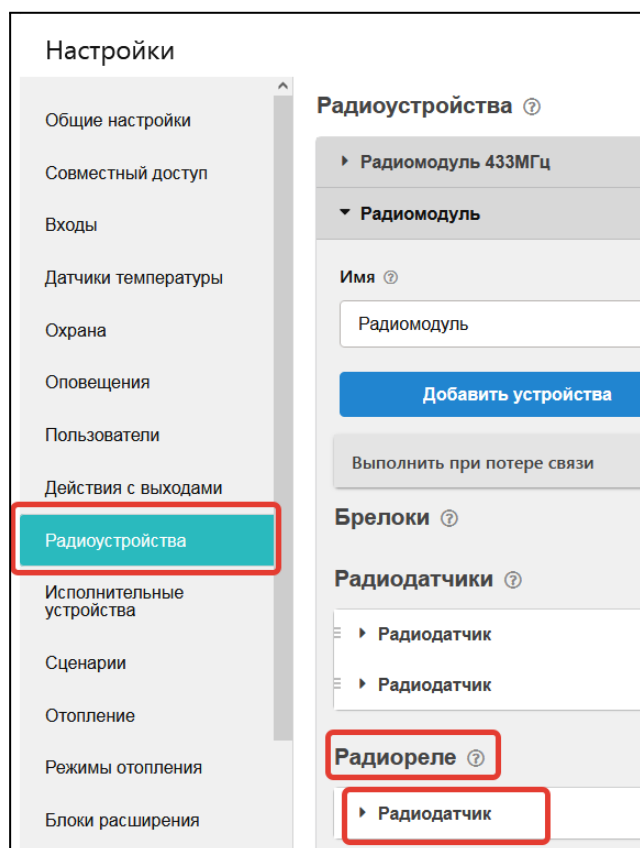 Настройки
Общие настройки
Совместный доступ
Входы
Датчики температуры
Охрана
Оповещения
Пользователи
Действия с выходами
Радиоустройства
Исполнительные
устройства
Сценарии
Отопление
Режимы отопления
Блоки расширения
Радиоустройства ?
Радиомодуль 433МГц
Радиомодуль
Имя ?
Радиомодуль
Добавить устройства
Выполнить при потере связи
Брелоки ?
Радиодатчики ?
Радиодатчик
Радиодатчик
Радиореле ?
Радиодатчик